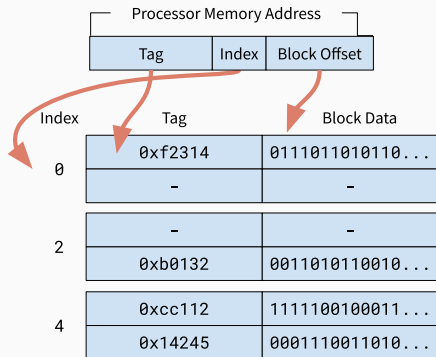 Processor Memory Address
Tag Index Block Offset
Index Tag Block Data
0
0xf2314 0111011010110...
- -
2
- -
0xb0132 0011010110010...
4
0xcc112 1111100100011...
0x14245 0001110011010...